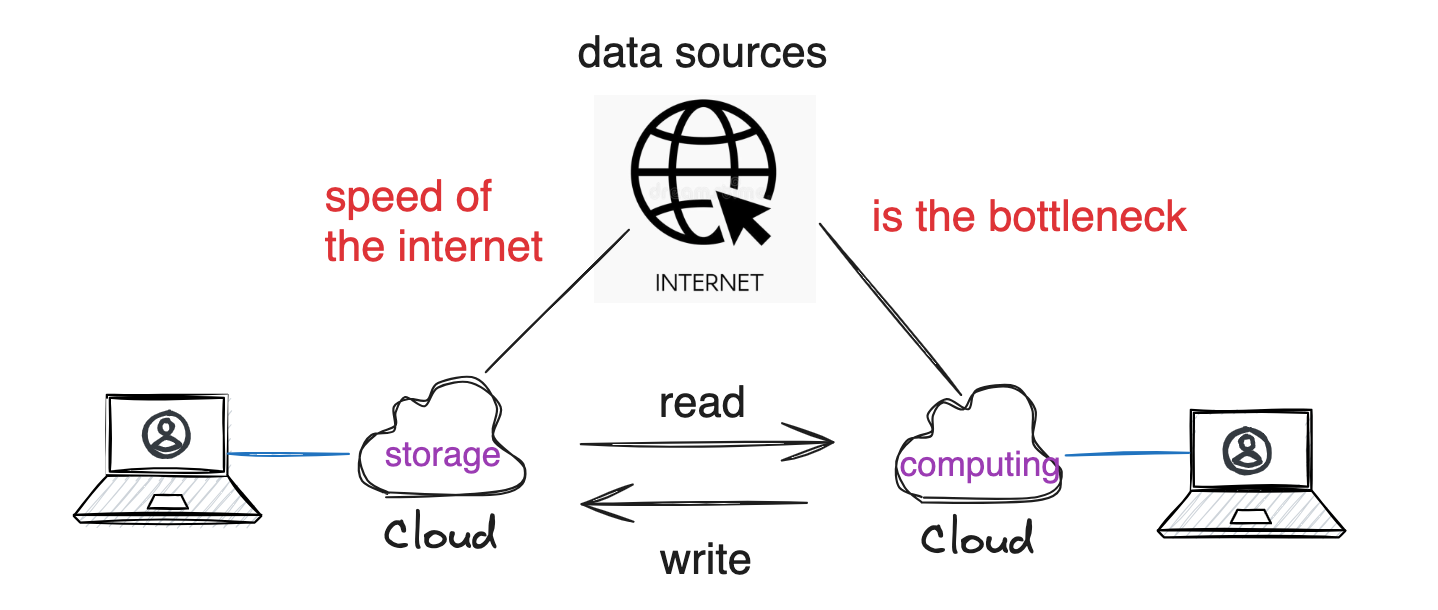 data sources
speed of
the internet
is the bottleneck
INTERNET
read
storage
computing
Cloud
Cloud
write